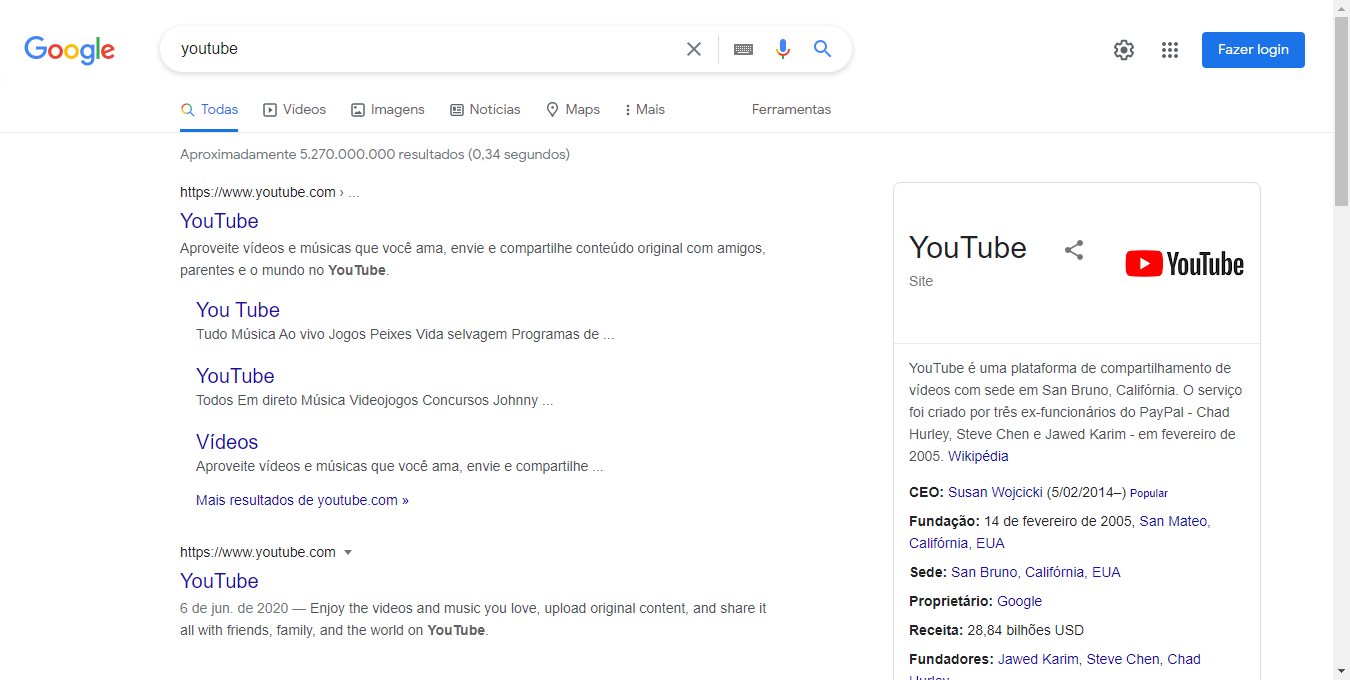 Google
youtube
Fazer login
Todas
Vídeos
Imagens
Notícias
Maps
Mais
Ferramentas
Aproximadamente 5.270.000.000 resultados (0,34 segundos)
https://www.youtube.com › ...
YouTube
Aproveite vídeos e músicas que você ama, envie e compartilhe conteúdo original com amigos,
parentes e o mundo no YouTube.
You Tube
Tudo Música Ao vivo Jogos Peixes Vida selvagem Programas de ...
YouTube
Todos Em direto Música Videojogos Concursos Johnny ...
Vídeos
Aproveite vídeos e músicas que você ama, envie e compartilhe ...
Mais resultados de youtube.com »
https://www.youtube.com
YouTube
6 de jun. de 2020 — Enjoy the videos and music you love, upload original content, and share it
all with friends, family, and the world on YouTube.
YouTube
Site
YouTube
YouTube é uma plataforma de compartilhamento de
vídeos com sede em San Bruno, Califórnia. O serviço
foi criado por três ex-funcionários do PayPal - Chad
Hurley, Steve Chen e Jawed Karim - em fevereiro de
2005. Wikipédia
CEO: Susan Wojcicki (5/02/2014–) Popular
Fundação: 14 de fevereiro de 2005, San Mateo,
Califórnia, EUA
Sede: San Bruno, Califórnia, EUA
Proprietário: Google
Receita: 28,84 bilhões USD
Fundadores: Jawed Karim, Steve Chen, Chad
Hurley